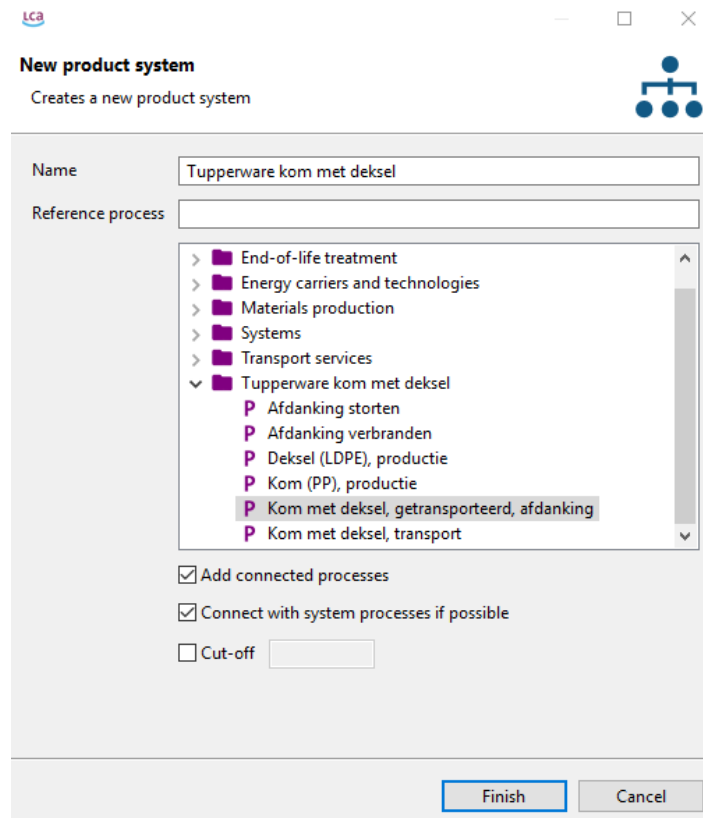 LCA
New product system
Creates a new product system
Name Tupperware kom met deksel
Reference process
End-of-life treatment
Energy carriers and technologies
Materials production
Systems
Transport services
Tupperware kom met deksel
P Afdanking storten
P Afdanking verbranden
P Deksel (LDPE), productie
P Kom (PP), productie
P Kom met deksel, getransporteerd, afdanking
P Kom met deksel, transport
Add connected processes
Connect with system processes if possible
Cut-off
Finish Cancel